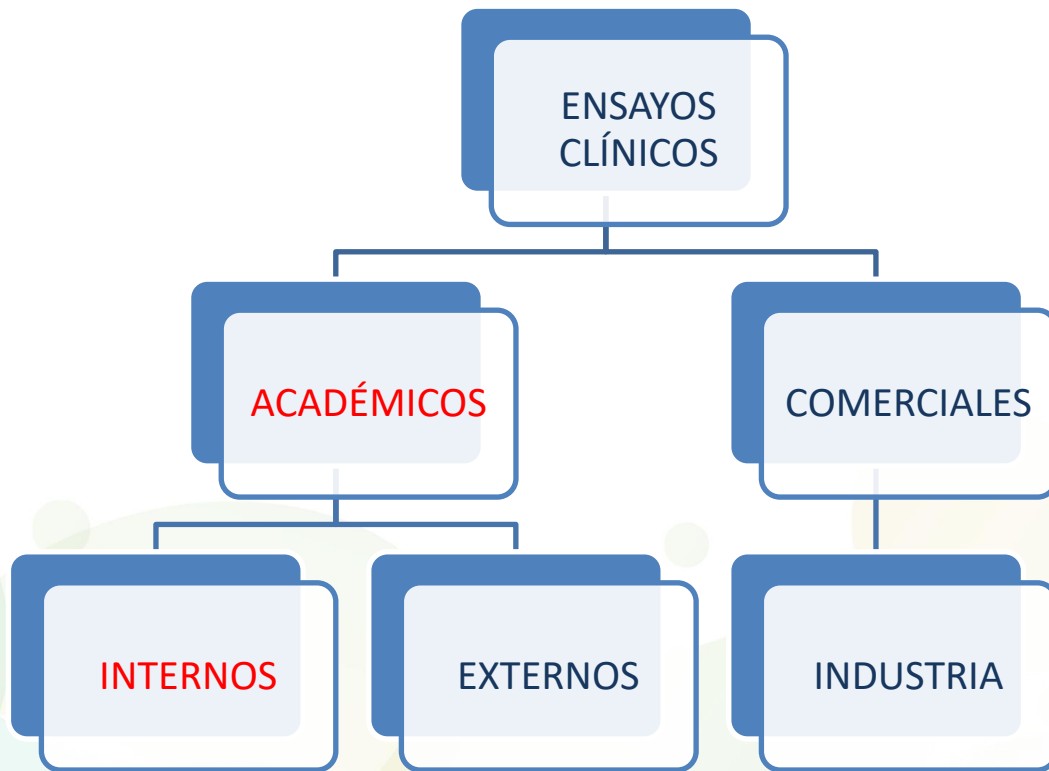 ENSAYOS
CLÍNICOS
ACADÉMICOS
COMERCIALES
INTERNOS
EXTERNOS
INDUSTRIA